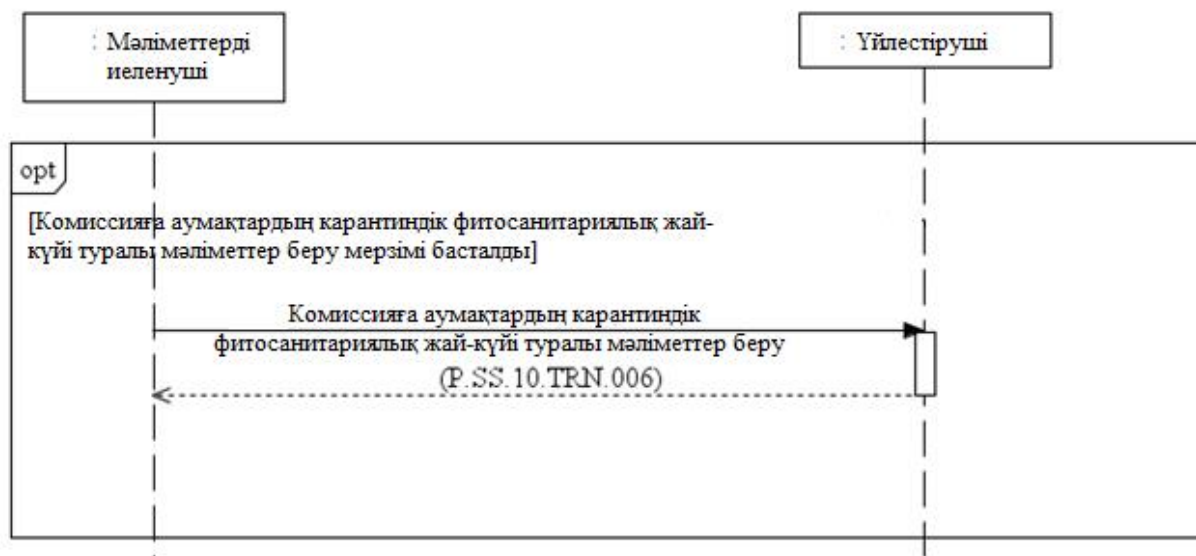 : Мәліметтерді
иеленуші
: Үйлестіруші
opt
[Комиссияға аумақтардың карантиндік фитосанитариялық жай-
күйі туралы мәліметтер беру мерзімі басталды]
Комиссияға аумақтардың карантиндік
фитосанитариялық жай-күйі туралы мәліметтер беру
(P.SS.10.TRN.006)